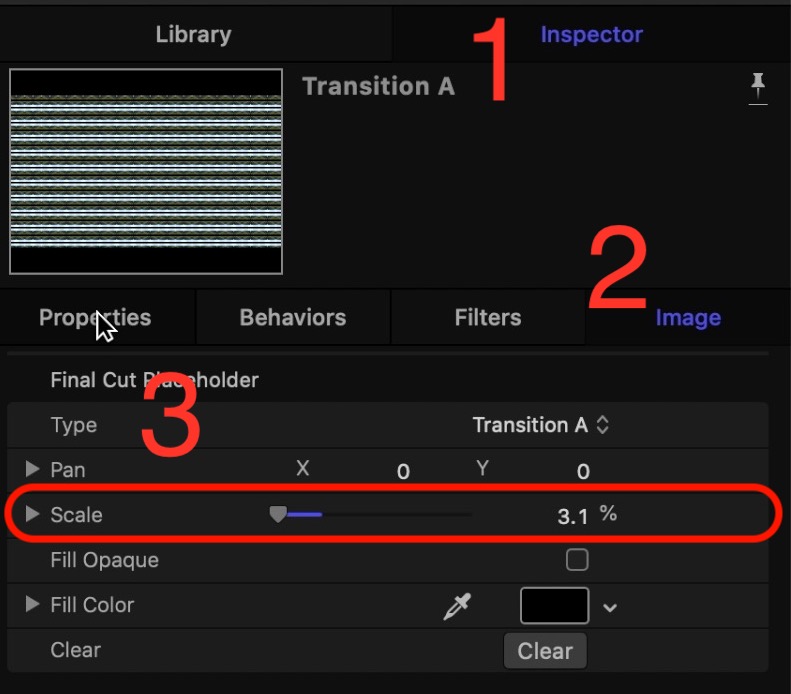 Library
Inspector
1
Transition A
2
Properties
Behaviors
Filters
Image
3
Final Cut Placeholder
Type
Transition A
Pan X 0 Y 0
Scale 3.1 %
Fill Opaque
Fill Color
Clear
Clear